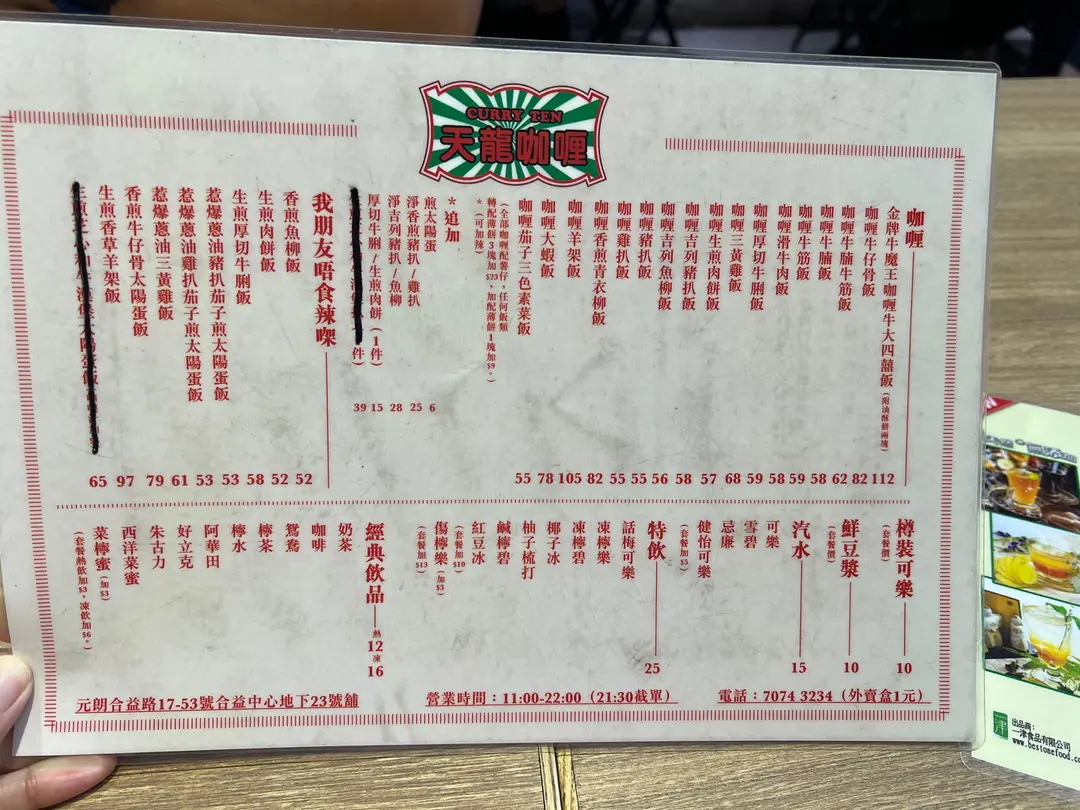 CURRY TEN
天龍咖喱
咖喱
金牌牛魔王咖喱牛大四囍飯(附油酥餅兩塊) 112
咖喱牛仔骨飯 82
咖喱牛腩牛筋飯 62
咖喱牛腩飯 58
咖喱牛筋飯 59
咖喱滑牛肉飯 58
咖喱厚切牛脷飯 59
咖喱三黃雞飯 68
咖喱生煎肉餅飯 57
咖喱吉列豬扒飯 58
咖喱吉列魚柳飯 56
咖喱豬扒飯 55
咖喱雞扒飯 55
咖喱香煎青衣柳飯 82
咖喱羊架飯 105
咖喱大蝦飯 78
咖喱茄子三色素菜飯 55
(全部咖喱配薯仔,任何飯類
轉配薄餅3塊加$23,加配薄餅1塊加$9。)
*(可加辣)
*追加
煎太陽蛋 6
淨香煎豬扒/雞扒 25
淨吉列豬扒/魚柳 28
厚切牛脷/生煎肉餅(1件) 15
件) 39
我朋友唔食辣㗎
香煎魚柳飯 52
生煎肉餅飯 52
生煎厚切牛脷飯 58
惹爆蔥油豬扒茄子煎太陽蛋飯 53
惹爆蔥油雞扒茄子煎太陽蛋飯 53
惹爆蔥油三黃雞飯 61
香煎牛仔骨太陽蛋飯 79
生煎香草羊架飯 97
65
樽裝可樂 10
(套餐價)
鮮豆漿 10
(套餐價)
汽水 15
可樂
雪碧
忌廉
健怡可樂
(套餐加$5)
特飲 25
話梅可樂
凍檸樂
凍檸碧
椰子冰
柚子梳打
鹹檸碧
紅豆冰
(套餐加$10)
傷檸樂(加$3)
(套餐加$13)
經典飲品 熱12 凍16
奶茶
咖啡
鴛鴦
檸茶
檸水
阿華田
好立克
朱古力
西洋菜蜜
菜檸蜜(加$3)
(套餐熱飲加$3,凍飲加$6。)
元朗合益路17-53號合益中心地下23號舖
營業時間:11:00-22:00(21:30截單)
電話:7074 3234(外賣盒1元)
出品商:
一津食品有限公司